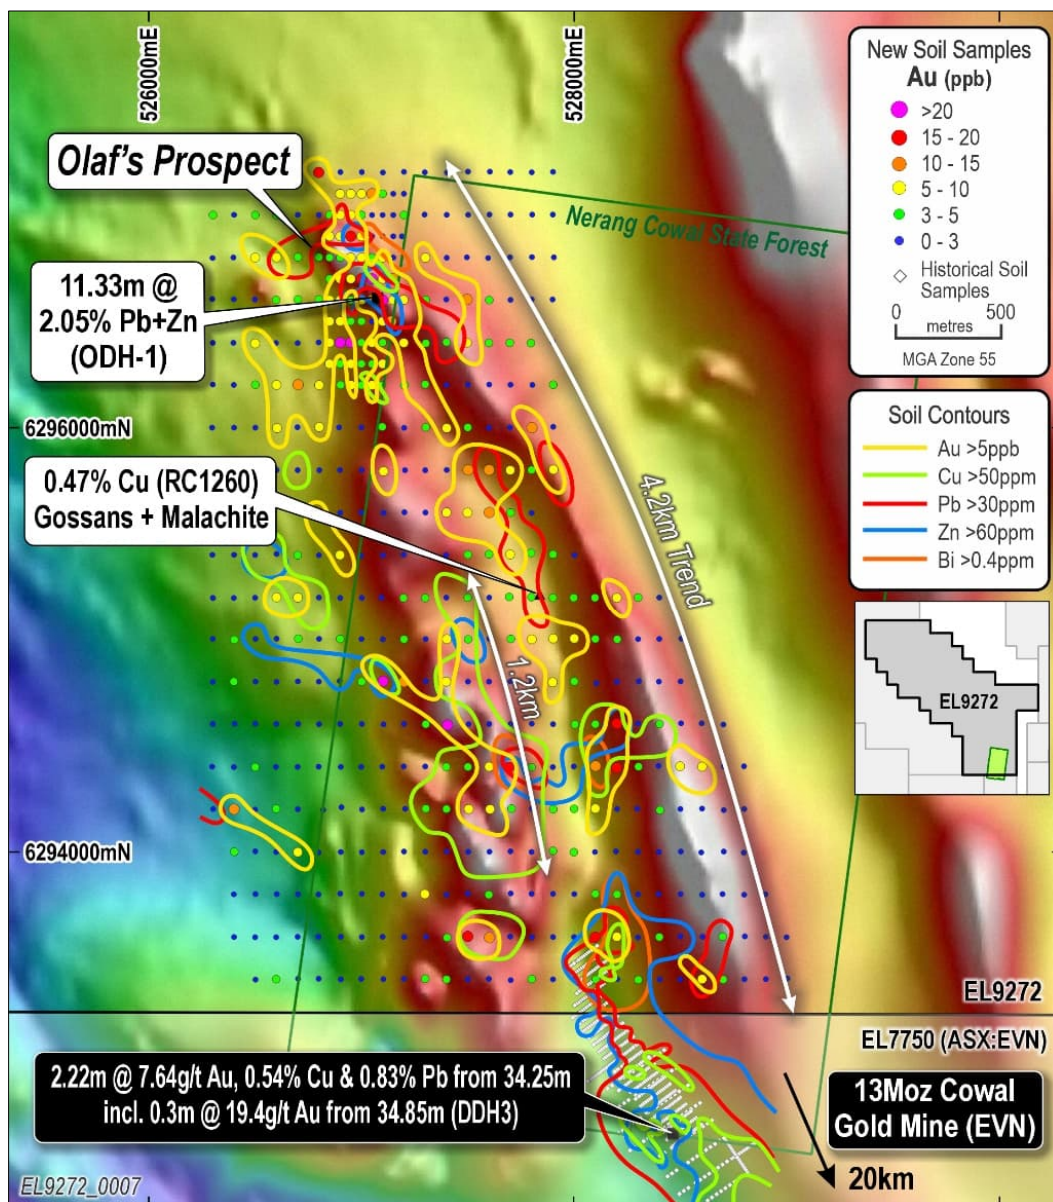 526000mE
528000mE
New Soil Samples
Au (ppb)
>20
15 - 20
10 - 15
5 - 10
3 - 5
0 - 3
Historical Soil
Samples
0 500
metres
MGA Zone 55
Olaf's Prospect
Nerang Cowal State Forest
11.33m @
2.05% Pb+Zn
(ODH-1)
6296000mN
Soil Contours
Au >5ppb
Cu >50ppm
Pb >30ppm
Zn >60ppm
Bi >0.4ppm
0.47% Cu (RC1260)
Gossans + Malachite
4.2km Trend
1.2km
EL9272
6294000mN
EL9272
EL7750 (ASX:EVN)
2.22m @ 7.64g/t Au, 0.54% Cu & 0.83% Pb from 34.25m
incl. 0.3m @ 19.4g/t Au from 34.85m (DDH3)
13Moz Cowal
Gold Mine (EVN)
20km
EL9272_0007